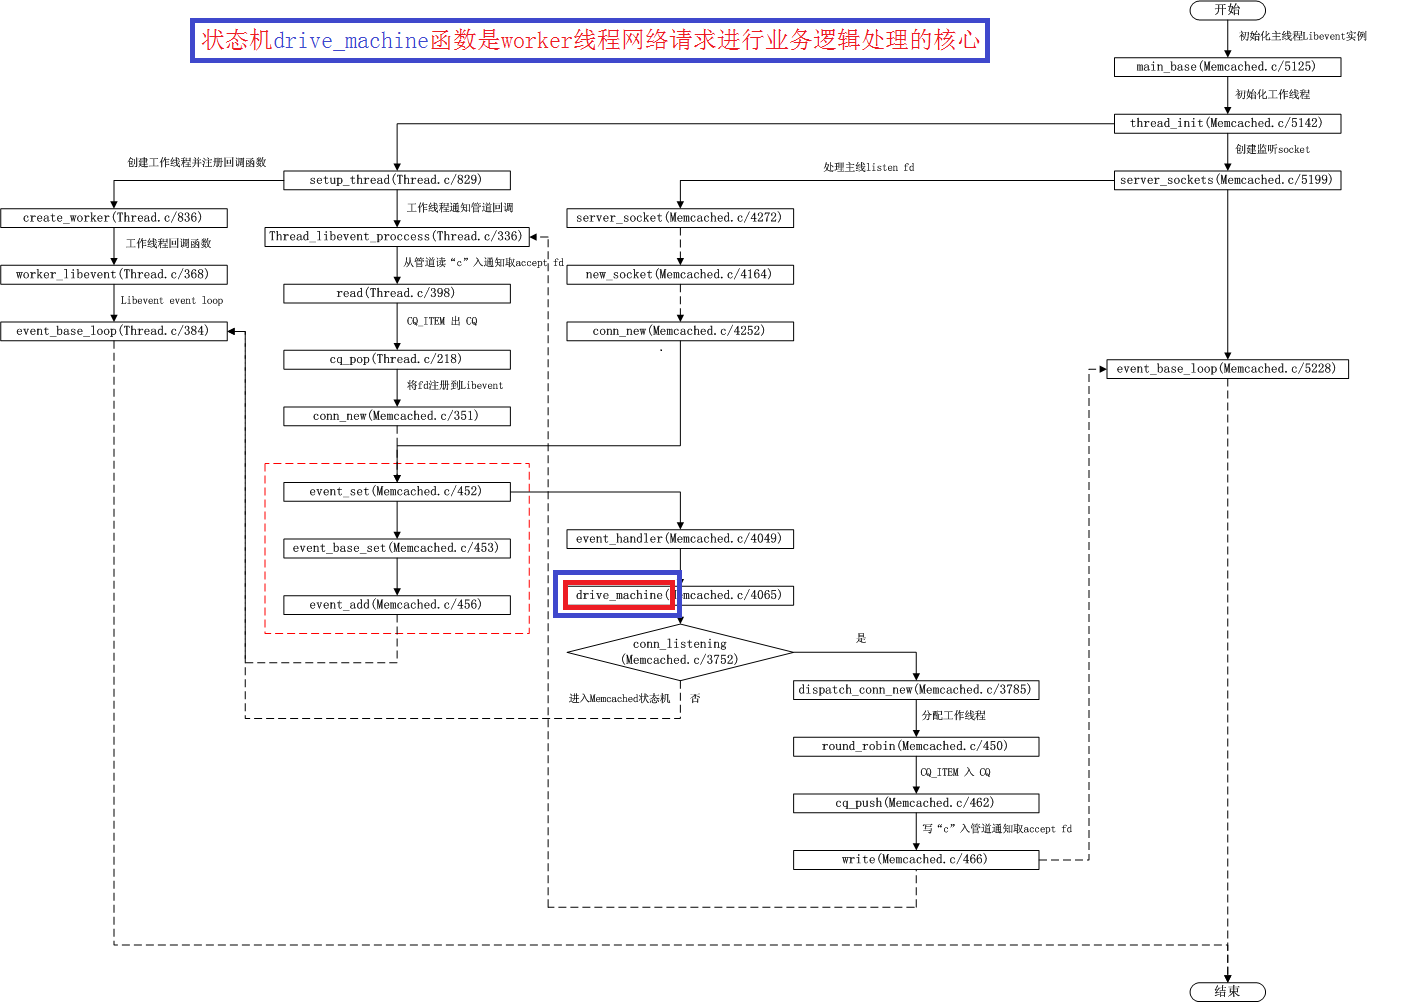 开始
状态机drive_machine函数是worker线程网络请求进行业务逻辑处理的核心
初始化主线程Libevent实例
main_base(Memcached.c/5125)
初始化工作线程
thread_init(Memcached.c/5142)
创建监听socket
创建工作线程并注册回调函数
处理主线listen fd
setup_thread(Thread.c/829)
server_sockets(Memcached.c/5199)
工作线程通知管道回调
create_worker(Thread.c/836)
server_socket(Memcached.c/4272)
Thread_libevent_proccess(Thread.c/336)
工作线程回调函数
从管道读“c”入通知取accept fd
worker_libevent(Thread.c/368)
new_socket(Memcached.c/4164)
read(Thread.c/398)
Libevent event loop
CQ_ITEM 出 CQ
event_base_loop(Thread.c/384)
conn_new(Memcached.c/4252)
cq_pop(Thread.c/218)
event_base_loop(Memcached.c/5228)
将fd注册到Libevent
conn_new(Memcached.c/351)
event_set(Memcached.c/452)
event_handler(Memcached.c/4049)
event_base_set(Memcached.c/453)
drive_machine(Memcached.c/4065)
event_add(Memcached.c/456)
conn_listening
(Memcached.c/3752)
是
进入Memcached状态机
否
dispatch_conn_new(Memcached.c/3785)
分配工作线程
round_robin(Memcached.c/450)
CQ_ITEM 入 CQ
cq_push(Memcached.c/462)
写“c”入管道通知取accept fd
write(Memcached.c/466)
结束